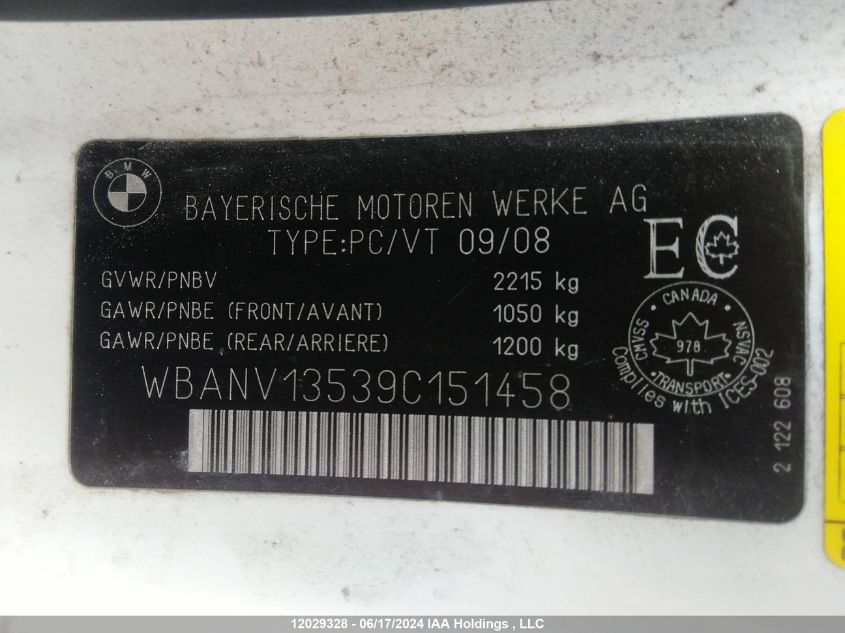 BMW
BAYERISCHE MOTOREN WERKE AG
TYPE:PC/VT 09/08
EC
GVWR/PNBV 2215 kg
GAWR/PNBE (FRONT/AVANT) 1050 kg
GAWR/PNBE (REAR/ARRIERE) 1200 kg
CANADA
CMVSS 978 NSVAC
TRANSPORT
Complies with ICES-002
WBANV13539C151458
2 122 608
12029328 - 06/17/2024 IAA Holdings , LLC